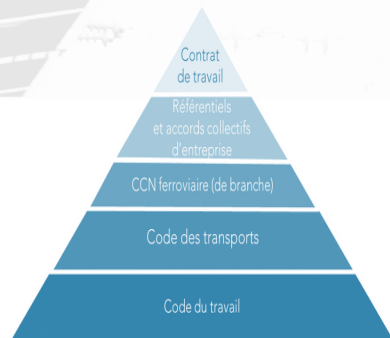 Contrat
de travail
Référentiels
et accords collectifs
d'entreprise
CCN ferroviaire (de branche)
Code des transports
Code du travail